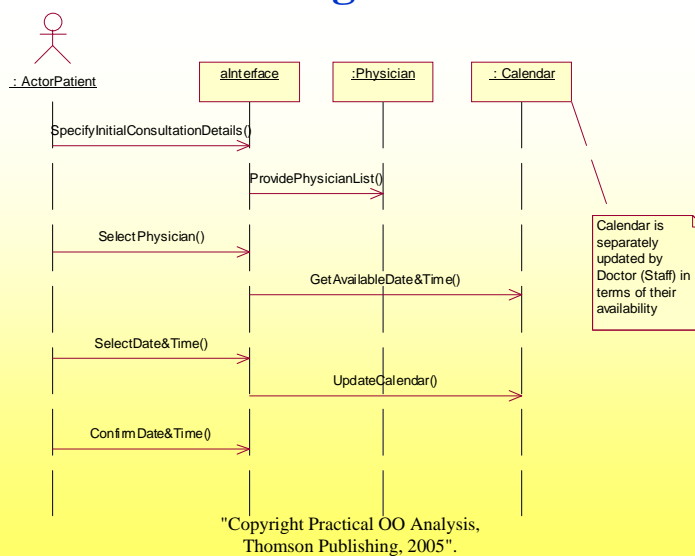 : ActorPatient
aInterface
:Physician
: Calendar
SpecifyInitialConsultationDetails()
ProvidePhysicianList()
SelectPhysician()
GetAvailableDate&Time()
Calendar is
separately
updated by
Doctor (Staff) in
terms of their
availability
SelectDate&Time()
UpdateCalendar()
ConfirmDate&Time()
"Copyright Practical OO Analysis,
Thomson Publishing, 2005".